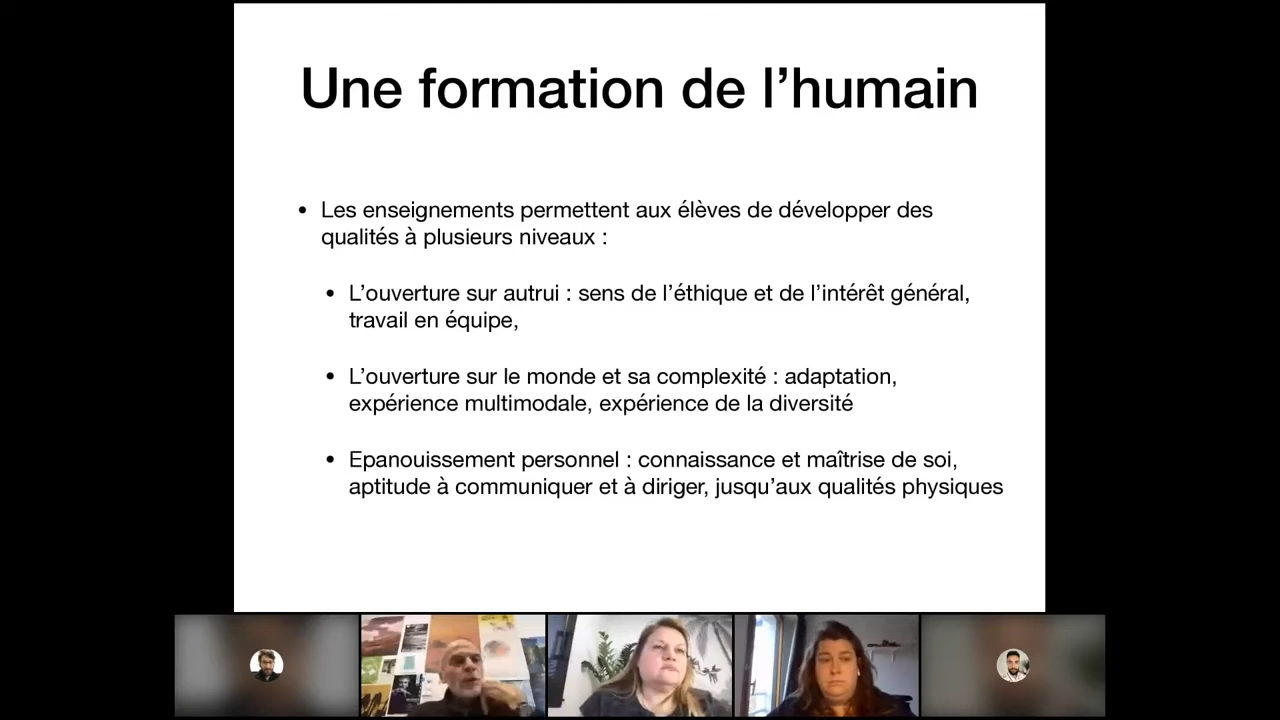 Une formation de l’humain
• Les enseignements permettent aux élèves de développer des
qualités à plusieurs niveaux :
• L’ouverture sur autrui : sens de l’éthique et de l’intérêt général,
travail en équipe,
• L’ouverture sur le monde et sa complexité : adaptation,
expérience multimodale, expérience de la diversité
• Epanouissement personnel : connaissance et maîtrise de soi,
aptitude à communiquer et à diriger, jusqu’aux qualités physiques